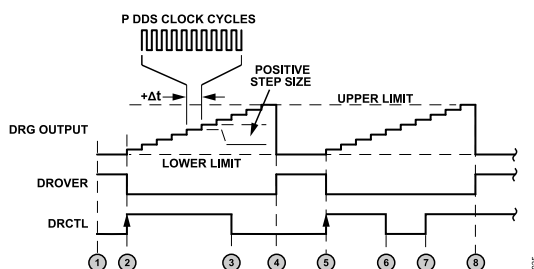 P DDS CLOCK CYCLES
POSITIVE
STEP SIZE
+Δt
UPPER LIMIT
DRG OUTPUT
LOWER LIMIT
DROVER
DRCTL
1 2 3 4 5 6 7 8